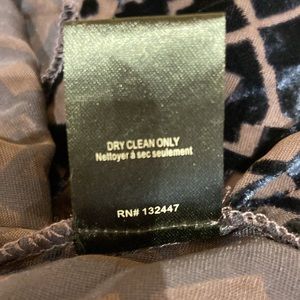 DRY CLEAN ONLY
Nettoyer à sec seulement
RN# 132447